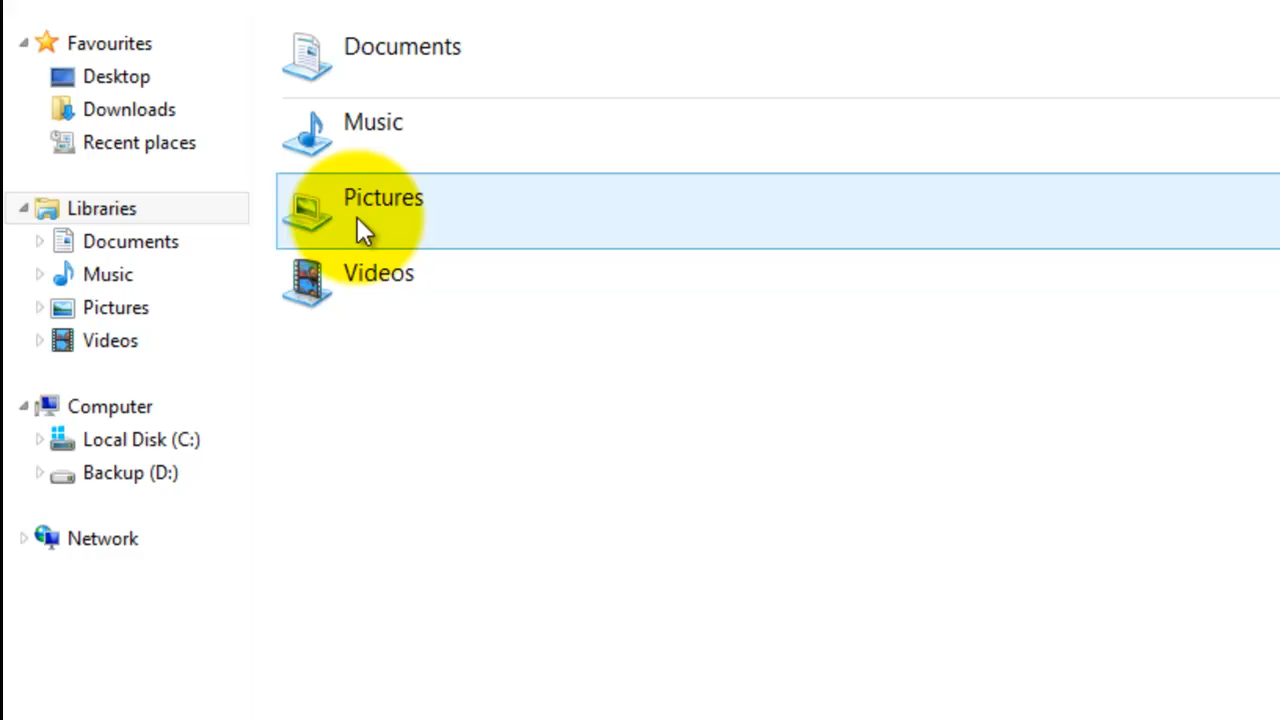 Favourites
Desktop
Downloads
Recent places
Libraries
Documents
Music
Pictures
Videos
Computer
Local Disk (C:)
Backup (D:)
Network
Documents
Music
Pictures
Videos